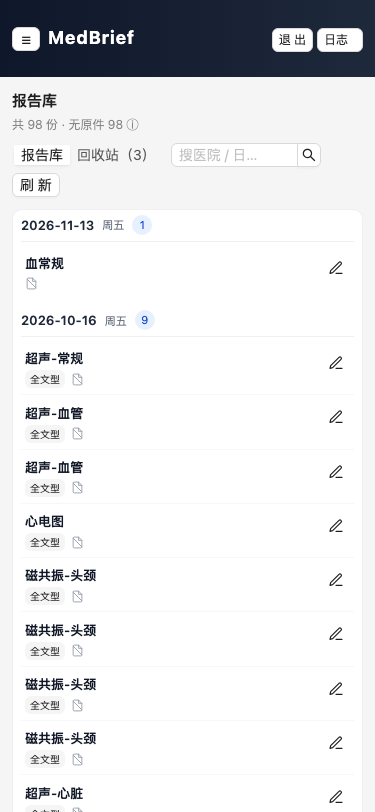 ≡ MedBrief 退 出 日志
报告库
共 98 份 · 无原件 98 ⓘ
报告库 回收站（3） 搜医院 / 日...
刷 新
2026-11-13 周五 1
血常规
2026-10-16 周五 9
超声-常规
全文型
超声-血管
全文型
超声-血管
全文型
心电图
全文型
磁共振-头颈
全文型
磁共振-头颈
全文型
磁共振-头颈
全文型
磁共振-头颈
全文型
超声-心脏
全文型